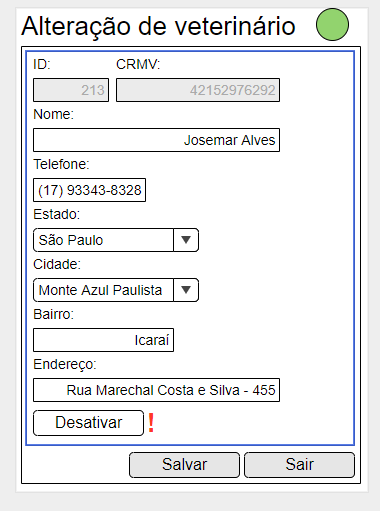 Alteração de veterinário
ID: CRMV:
213 42152976292
Nome:
Josemar Alves
Telefone:
(17) 93343-8328
Estado:
São Paulo
Cidade:
Monte Azul Paulista
Bairro:
Icaraí
Endereço:
Rua Marechal Costa e Silva - 455
Desativar !
Salvar Sair